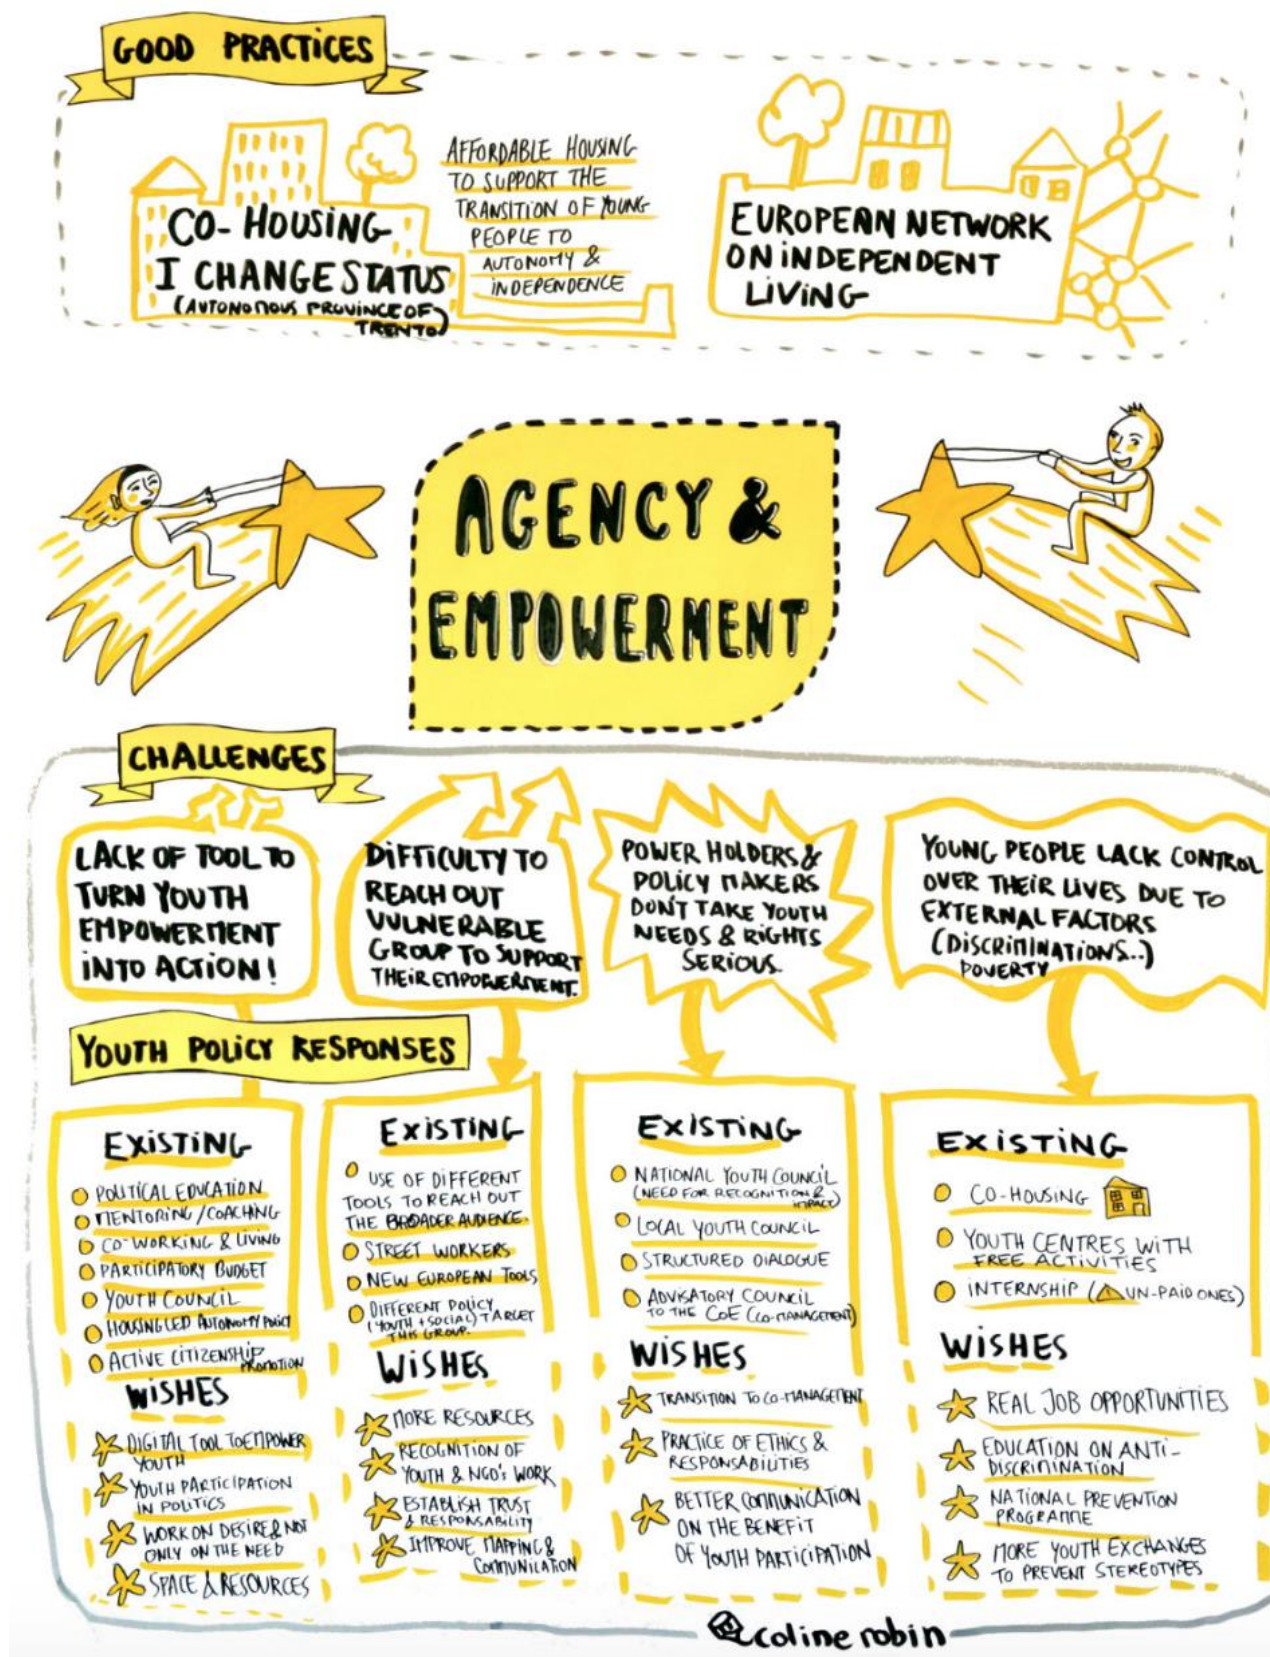 GOOD PRACTICES
CO-HOUSING
I CHANGE STATUS
(AUTONOMOUS PROVINCE OF
TRENTO)
AFFORDABLE HOUSING
TO SUPPORT THE
TRANSITION OF YOUNG
PEOPLE TO
AUTONOMY &
INDEPENDENCE
EUROPEAN NETWORK
ON INDEPENDENT
LIVING
AGENCY &
EMPOWERMENT
CHALLENGES
LACK OF TOOL TO
TURN YOUTH
EMPOWERMENT
INTO ACTION!
DIFFICULTY TO
REACH OUT
VULNERABLE
GROUP TO SUPPORT
THEIR EMPOWERMENT.
POWER HOLDERS &
POLICY MAKERS
DON'T TAKE YOUTH
NEEDS & RIGHTS
SERIOUS.
YOUNG PEOPLE LACK CONTROL
OVER THEIR LIVES DUE TO
EXTERNAL FACTORS
(DISCRIMINATIONS...)
POVERTY
YOUTH POLICY RESPONSES
EXISTING
POLITICAL EDUCATION
MENTORING/COACHING
CO-WORKING & LIVING
PARTICIPATORY BUDGET
YOUTH COUNCIL
HOUSING LED AUTONOMY POLICY
ACTIVE CITIZENSHIP
PROMOTION
WISHES
DIGITAL TOOL TO EMPOWER
YOUTH
YOUTH PARTICIPATION
IN POLITICS
WORK ON DESIRE & NOT
ONLY ON THE NEED
SPACE & RESOURCES
EXISTING
USE OF DIFFERENT
TOOLS TO REACH OUT
THE BROADER AUDIENCE.
STREET WORKERS
NEW EUROPEAN TOOLS
DIFFERENT POLICY
(YOUTH + SOCIAL) TARGET
THIS GROUP.
WISHES
MORE RESOURCES
RECOGNITION OF
YOUTH & NGO's WORK
ESTABLISH TRUST
& RESPONSABILITY
IMPROVE MAPPING &
COMMUNICATION
EXISTING
NATIONAL YOUTH COUNCIL
(NEED FOR RECOGNITION &
IMPACT)
LOCAL YOUTH COUNCIL
STRUCTURED DIALOGUE
ADVISATORY COUNCIL
TO THE CoE (CO-MANAGEMENT)
WISHES
TRANSITION TO CO-MANAGEMENT
PRACTICE OF ETHICS &
RESPONSABILITIES
BETTER COMMUNICATION
ON THE BENEFIT
OF YOUTH PARTICIPATION
EXISTING
CO-HOUSING
YOUTH CENTRES WITH
FREE ACTIVITIES
INTERNSHIP (⚠ UN-PAID ONES)
WISHES
REAL JOB OPPORTUNITIES
EDUCATION ON ANTI-
DISCRIMINATION
NATIONAL PREVENTION
PROGRAMME
MORE YOUTH EXCHANGES
TO PREVENT STEREOTYPES
coline robin